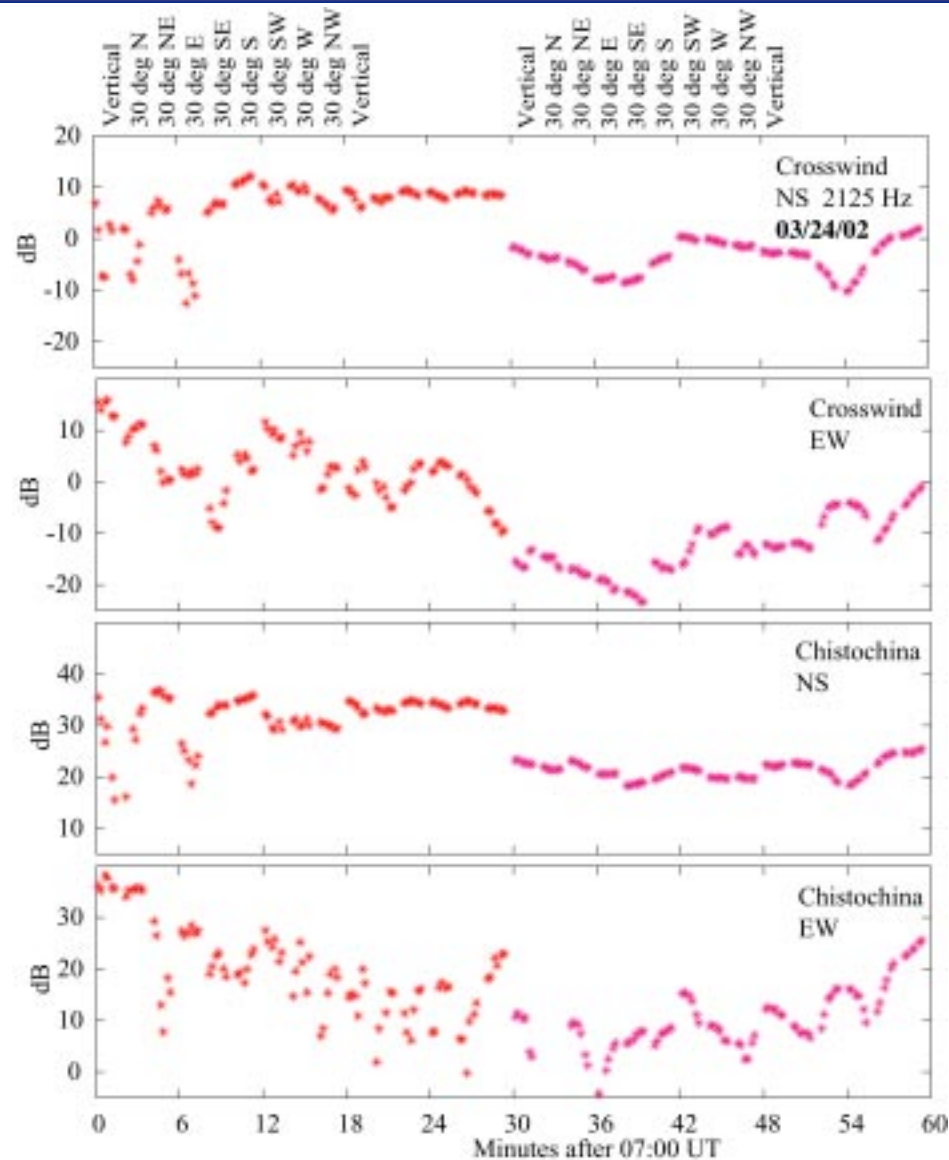 Vertical
30 deg N
30 deg NE
30 deg E
30 deg SE
30 deg S
30 deg SW
30 deg W
30 deg NW
Vertical
Vertical
30 deg N
30 deg NE
30 deg E
30 deg SE
30 deg S
30 deg SW
30 deg W
30 deg NW
Vertical
20
10
0
-10
-20
dB
Crosswind
NS 2125 Hz
03/24/02
10
0
-10
-20
dB
Crosswind
EW
40
30
20
10
dB
Chistochina
NS
30
20
10
0
dB
Chistochina
EW
0 6 12 18 24 30 36 42 48 54 60
Minutes after 07:00 UT